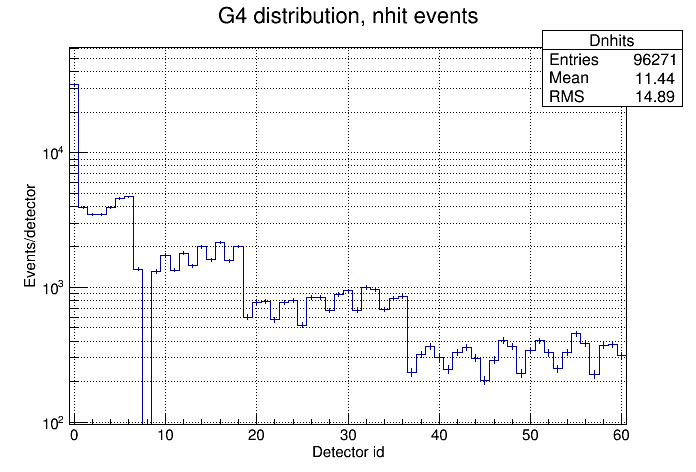 G4 distribution, nhit events
Dnhits
Entries 96271
Mean 11.44
RMS 14.89
Events/detector
10^4
10^3
10^2
0 10 20 30 40 50 60
Detector id